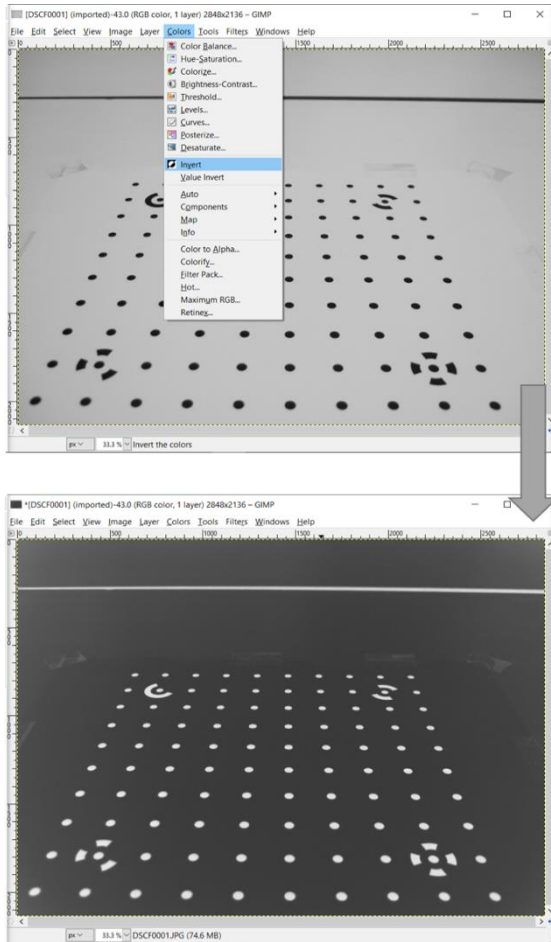 [DSCF0001] (imported)-43.0 (RGB color, 1 layer) 2848x2136 – GIMP
File Edit Select View Image Layer Colors Tools Filters Windows Help
0 500 1500 2000 2500
Color Balance...
Hue-Saturation...
Colorize...
Brightness-Contrast...
Threshold...
Levels...
Curves...
Posterize...
Desaturate...
Invert
Value Invert
Auto
Components
Map
Info
Color to Alpha...
Colorify...
Filter Pack...
Hot...
Maximum RGB...
Retinex...
px 33.3 % Invert the colors
*[DSCF0001] (imported)-43.0 (RGB color, 1 layer) 2848x2136 – GIMP
File Edit Select View Image Layer Colors Tools Filters Windows Help
0 500 1000 1500 2000 2500
px 33.3 % DSCF0001.JPG (74.6 MB)